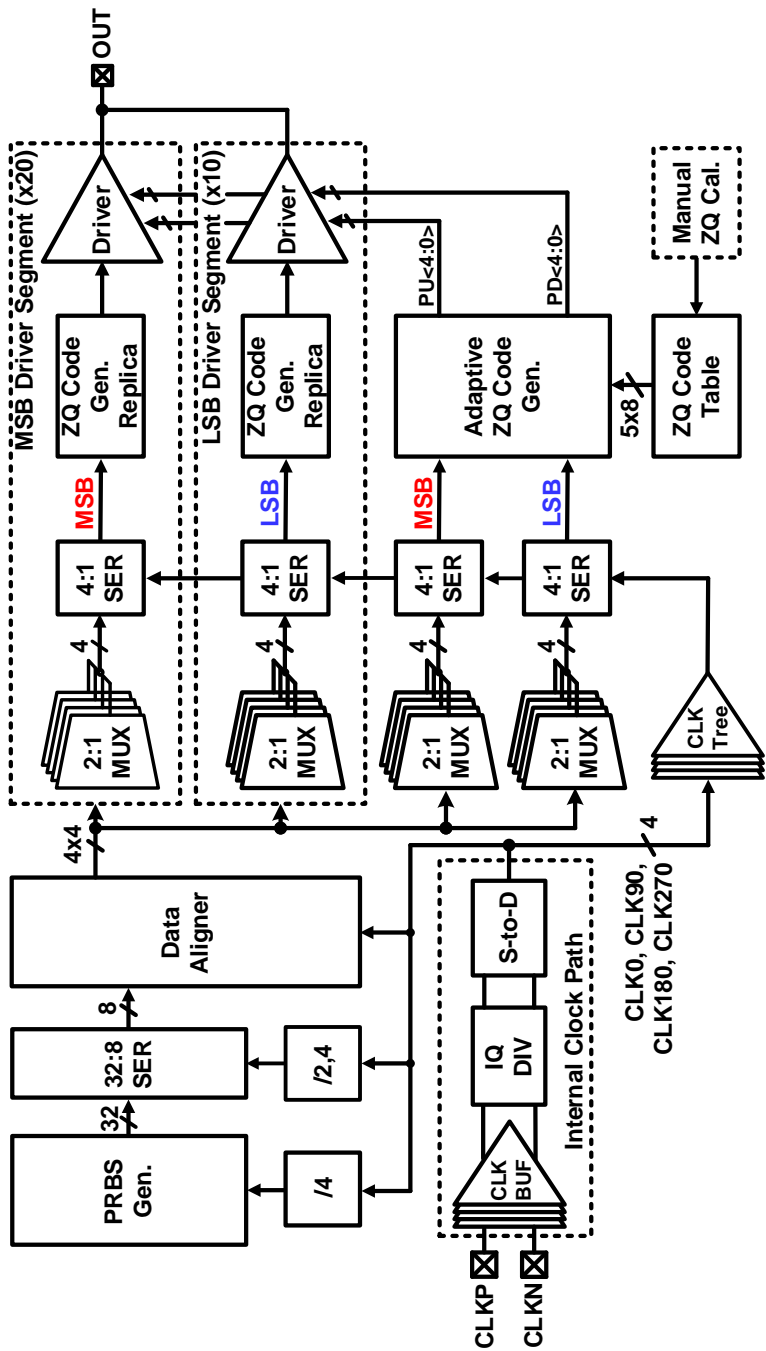 PRBS
Gen.
32
32:8
SER
8
Data
Aligner
4x4
/4
/2,4
MSB Driver Segment (x20)
2:1
MUX
4
4:1
SER
MSB
ZQ Code
Gen.
Replica
Driver
OUT
LSB Driver Segment (x10)
2:1
MUX
4
4:1
SER
LSB
ZQ Code
Gen.
Replica
Driver
2:1
MUX
4
4:1
SER
MSB
2:1
MUX
4
4:1
SER
LSB
Adaptive
ZQ Code
Gen.
PU<4:0>
PD<4:0>
5x8
ZQ Code
Table
Manual
ZQ Cal.
CLKP
CLKN
CLK
BUF
IQ
DIV
S-to-D
Internal Clock Path
4
CLK0, CLK90,
CLK180, CLK270
CLK
Tree